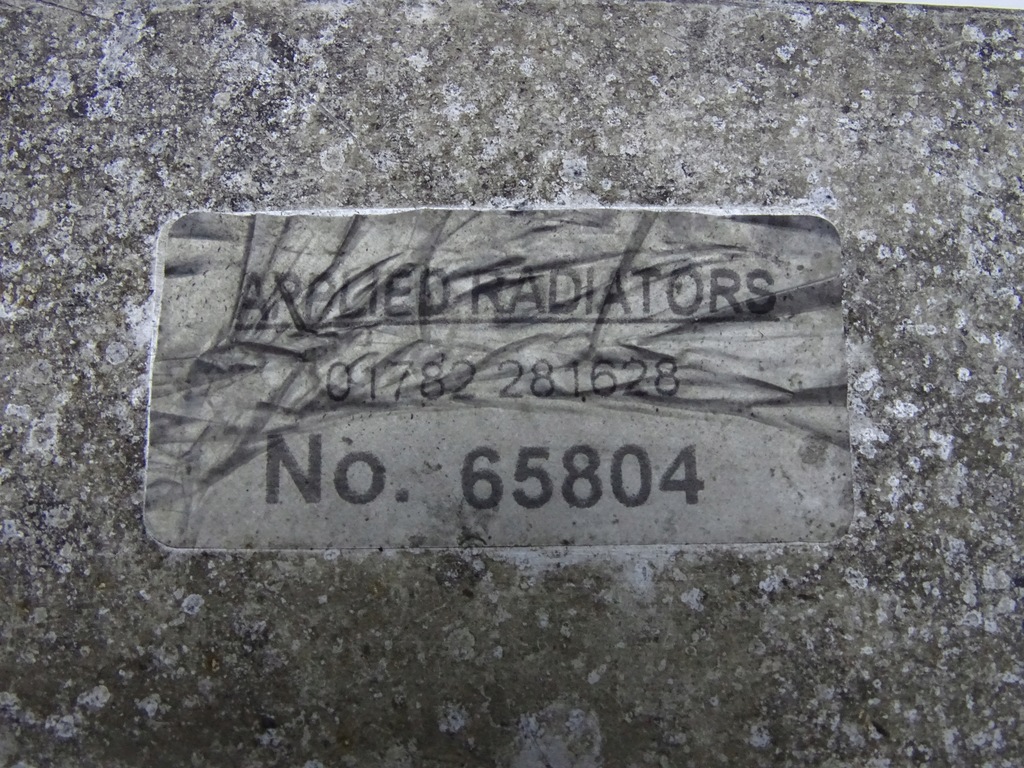 APPLIED RADIATORS
01782 281628
No. 65804